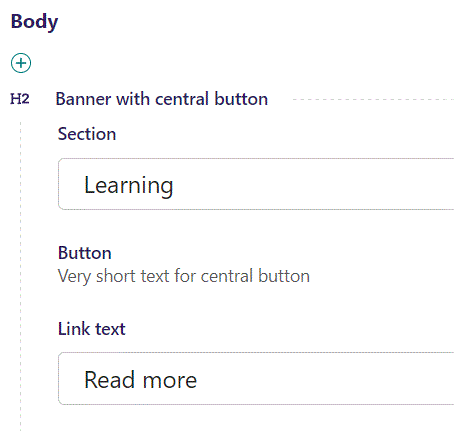 Body
H2 Banner with central button
Section
Learning
Button
Very short text for central button
Link text
Read more